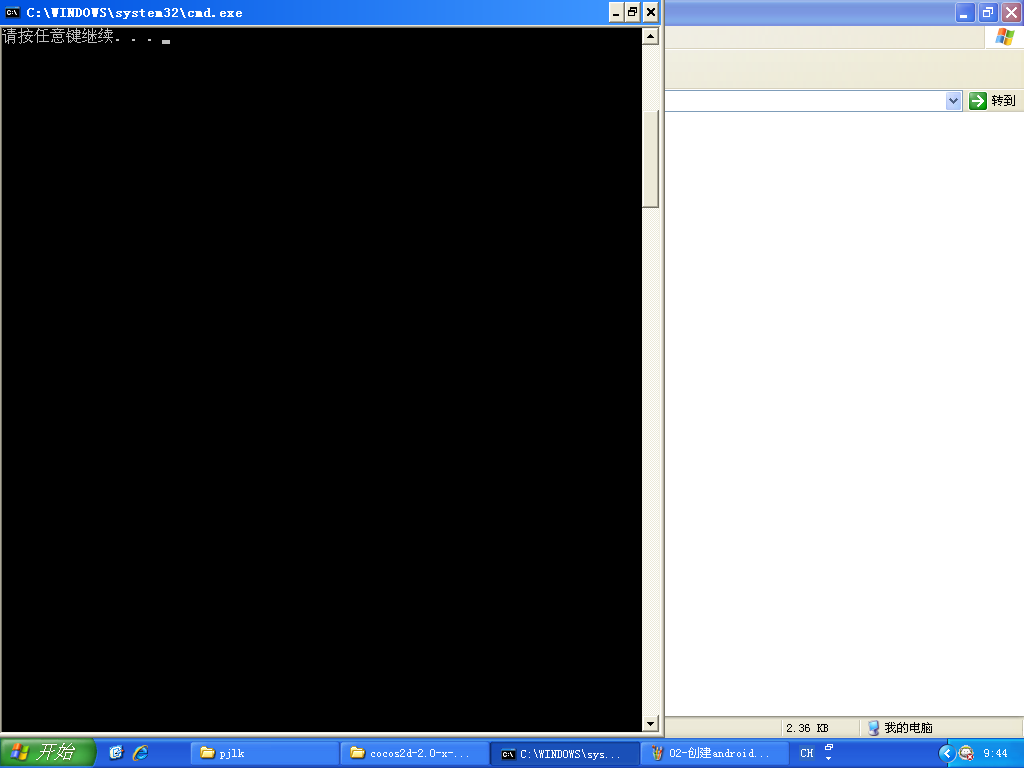 C:\WINDOWS\system32\cmd.exe
请按任意键继续. . .
转到
2.36 KB
我的电脑
开始
pjlk
cocos2d-2.0-x-...
C:\WINDOWS\sys...
02-创建android...
CH
9:44